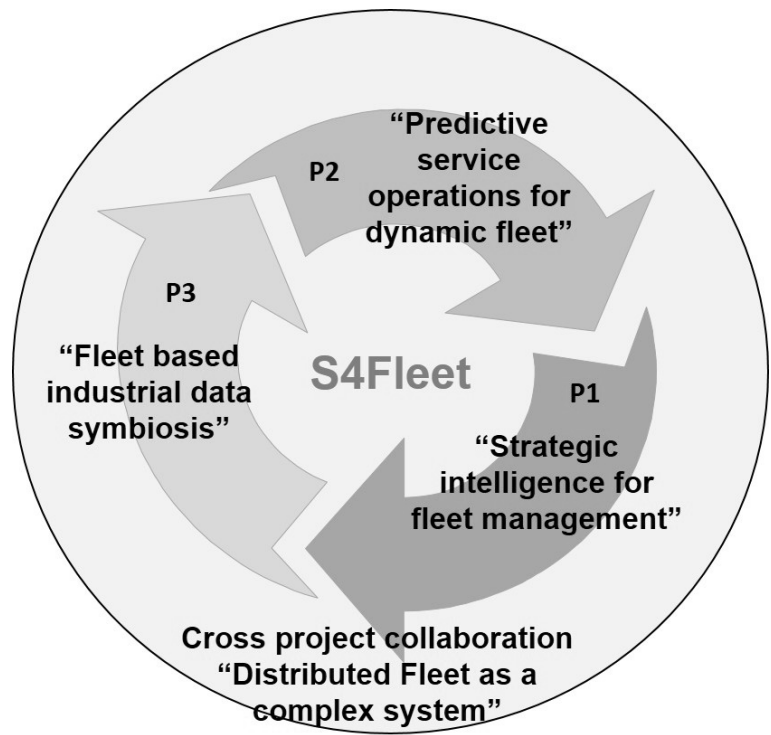 P2
“Predictive
service
operations for
dynamic fleet”
P3
“Fleet based
industrial data
symbiosis”
S4Fleet
P1
“Strategic
intelligence for
fleet management”
Cross project collaboration
“Distributed Fleet as a
complex system”